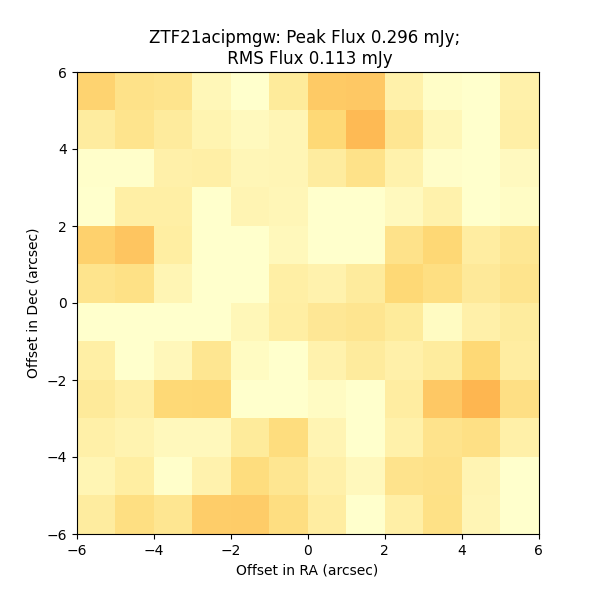 ZTF21acipmgw: Peak Flux 0.296 mJy;
RMS Flux 0.113 mJy
6
4
2
0
−2
−4
−6
Offset in Dec (arcsec)
−6 −4 −2 0 2 4 6
Offset in RA (arcsec)